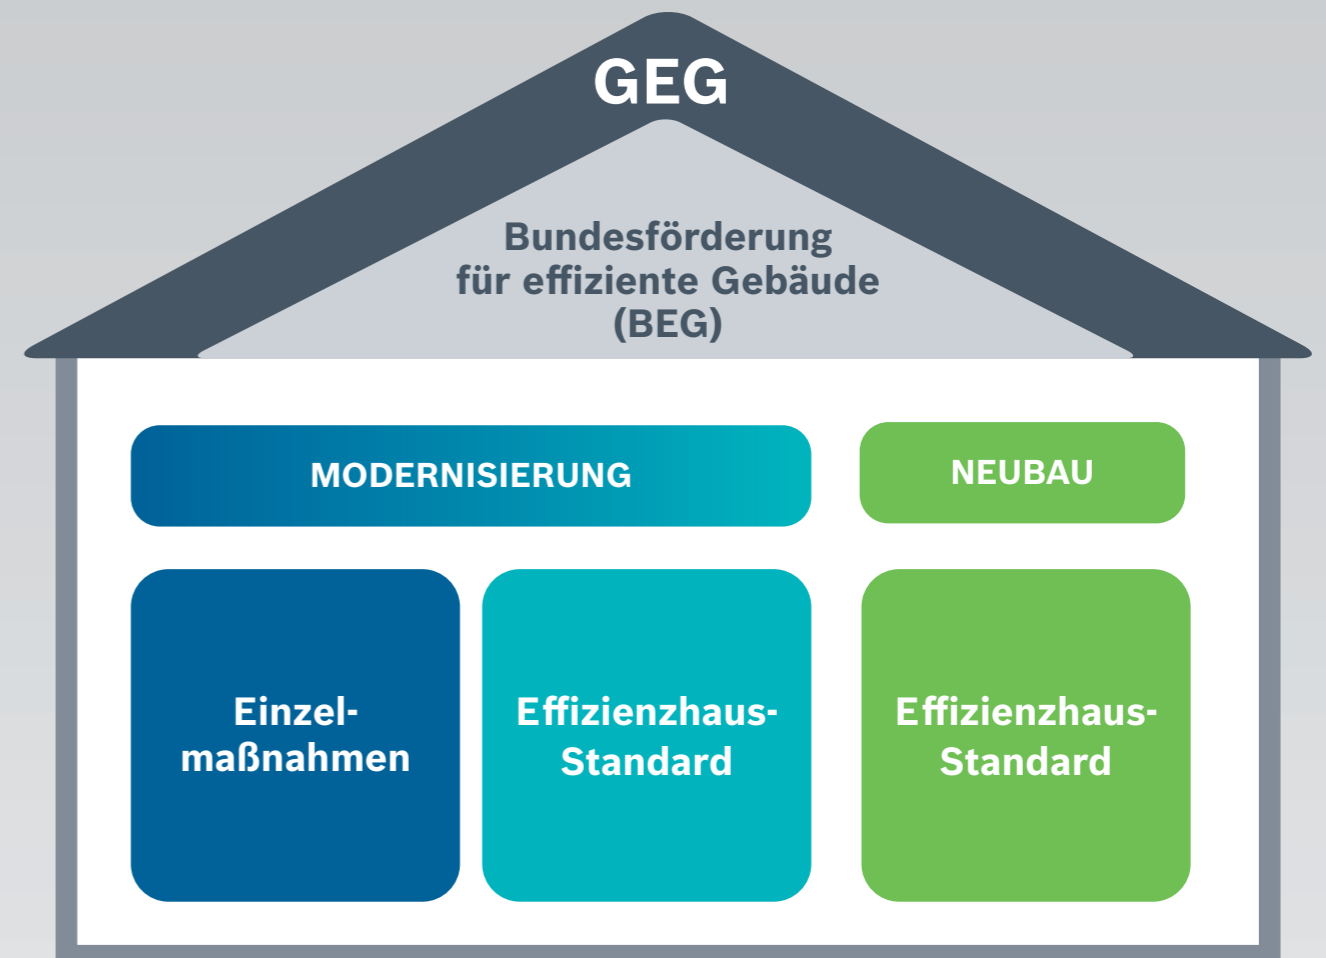 GEG
Bundesförderung
für effiziente Gebäude
(BEG)
MODERNISIERUNG
NEUBAU
Einzel-
maßnahmen
Effizienzhaus-
Standard
Effizienzhaus-
Standard